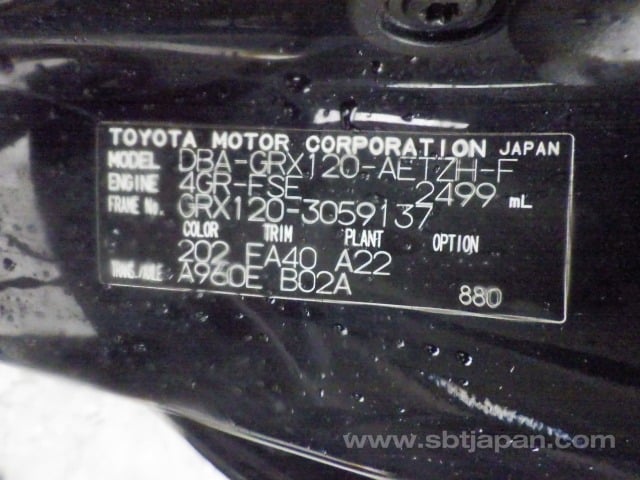 TOYOTA MOTOR CORPORATION JAPAN
MODEL DBA-GRX120-AETZH-F
ENGINE 4GR-FSE 2499 mL
FRAME No. GRX120-3059137
COLOR TRIM PLANT OPTION
202 FA40 A22
TRANS./AXLE A960E B02A
880
www.sbtjapan.com